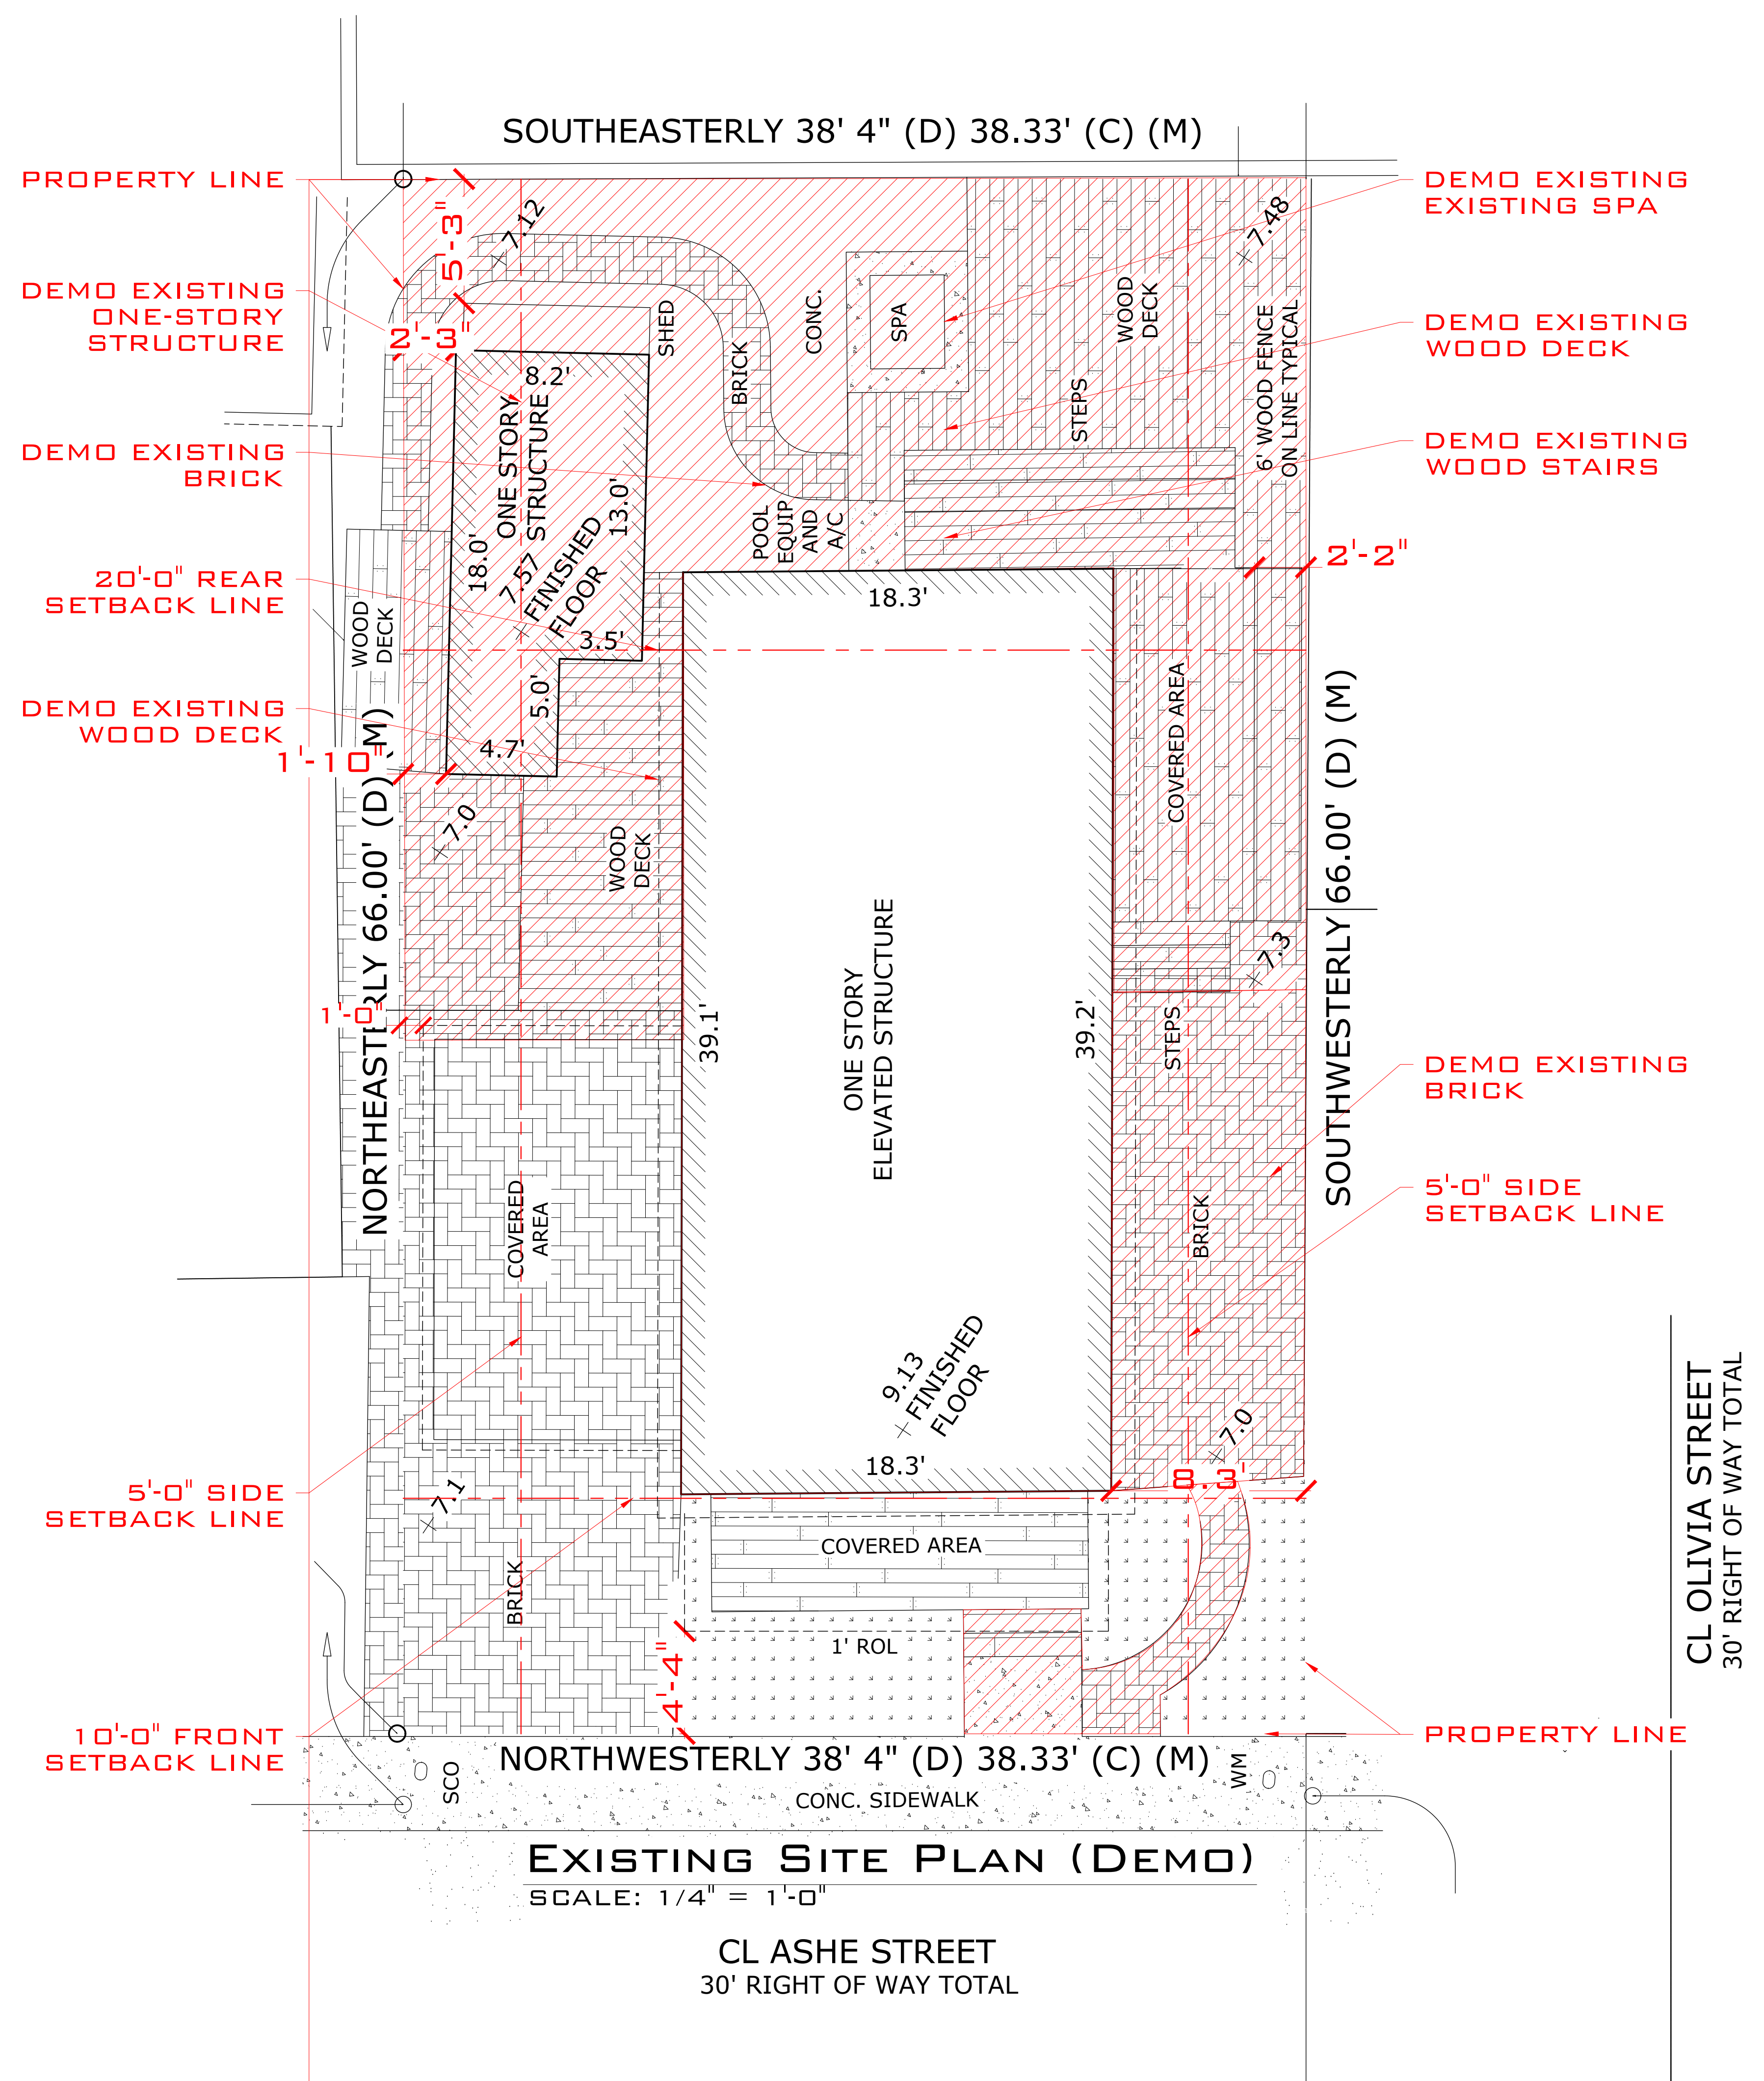 SOUTHEASTERLY 38' 4" (D) 38.33' (C) (M)
PROPERTY LINE
DEMO EXISTING
ONE-STORY
STRUCTURE
DEMO EXISTING
BRICK
20'-0" REAR
SETBACK LINE
DEMO EXISTING
WOOD DECK
5'-0" SIDE
SETBACK LINE
10'-0" FRONT
SETBACK LINE
DEMO EXISTING
EXISTING SPA
DEMO EXISTING
WOOD DECK
DEMO EXISTING
WOOD STAIRS
2'-2"
DEMO EXISTING
BRICK
5'-0" SIDE
SETBACK LINE
PROPERTY LINE
5'-3"
7.12
2'-3"
8.2'
SHED
BRICK
CONC.
SPA
WOOD
DECK
STEPS
7.48
6' WOOD FENCE
ON LINE TYPICAL
ONE STORY
STRUCTURE
18.0'
13.0'
7.57
FINISHED
FLOOR
3.5'
5.0'
4.7'
POOL
EQUIP
AND
A/C
18.3'
WOOD
DECK
1'-10"
NORTHEASTERLY 66.00' (D) (M)
7.0
WOOD
DECK
1'-0"
COVERED AREA
SOUTHWESTERLY 66.00' (D) (M)
7.3
STEPS
39.1'
39.2'
ONE STORY
ELEVATED STRUCTURE
COVERED
AREA
BRICK
9.13
FINISHED
FLOOR
18.3'
7.0
8.3'
7.1
BRICK
COVERED AREA
1' ROL
4'-4"
NORTHWESTERLY 38' 4" (D) 38.33' (C) (M)
SCO
WM
CONC. SIDEWALK
EXISTING SITE PLAN (DEMO)
SCALE: 1/4" = 1'-0"
CL ASHE STREET
30' RIGHT OF WAY TOTAL
CL OLIVIA STREET
30' RIGHT OF WAY TOTAL